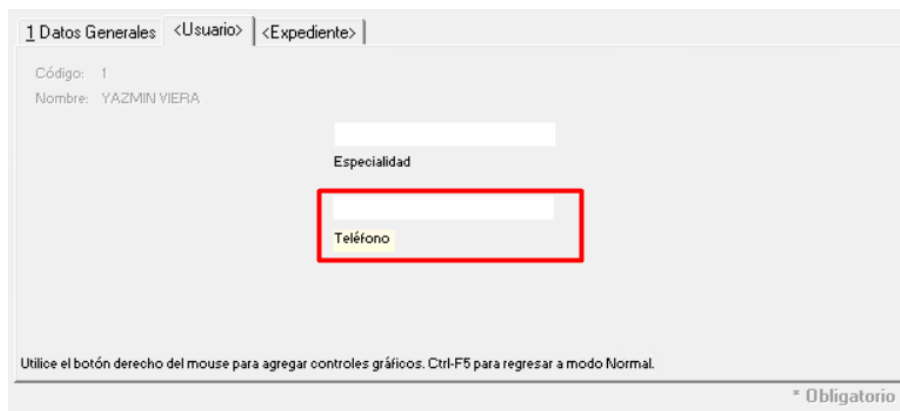 1 Datos Generales <Usuario> <Expediente>
Código: 1
Nombre: YAZMIN VIERA
Especialidad
Teléfono
Utilice el botón derecho del mouse para agregar controles gráficos. Ctrl-F5 para regresar a modo Normal.
* Obligatorio